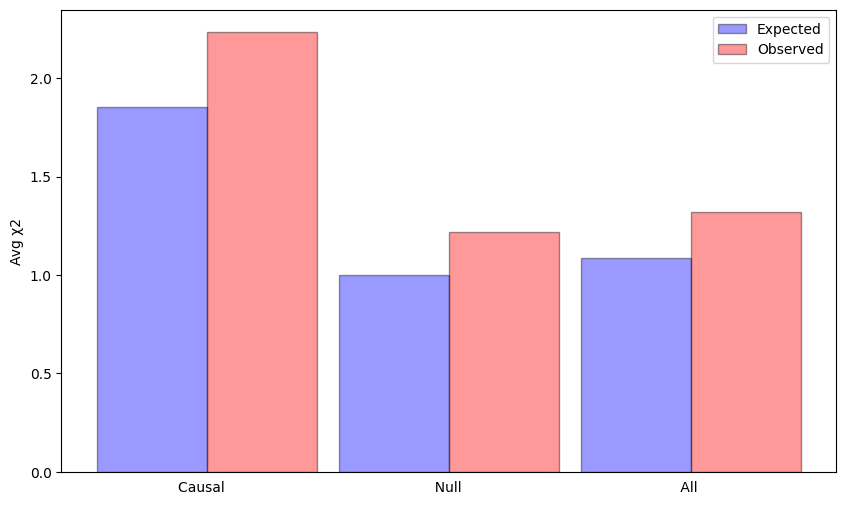 Expected
Observed
Avg χ2
2.0
1.5
1.0
0.5
0.0
Causal
Null
All